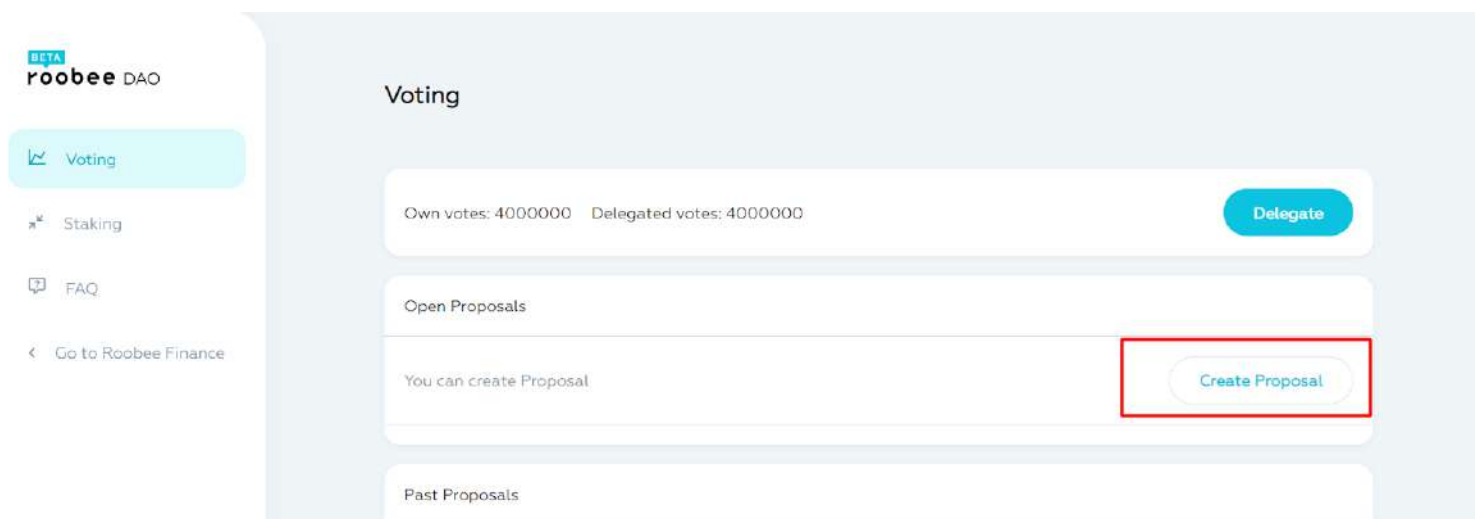 BETA
roobee DAO
Voting
Staking
FAQ
Go to Roobee Finance
Voting
Own votes: 4000000 Delegated votes: 4000000
Delegate
Open Proposals
You can create Proposal
Create Proposal
Past Proposals